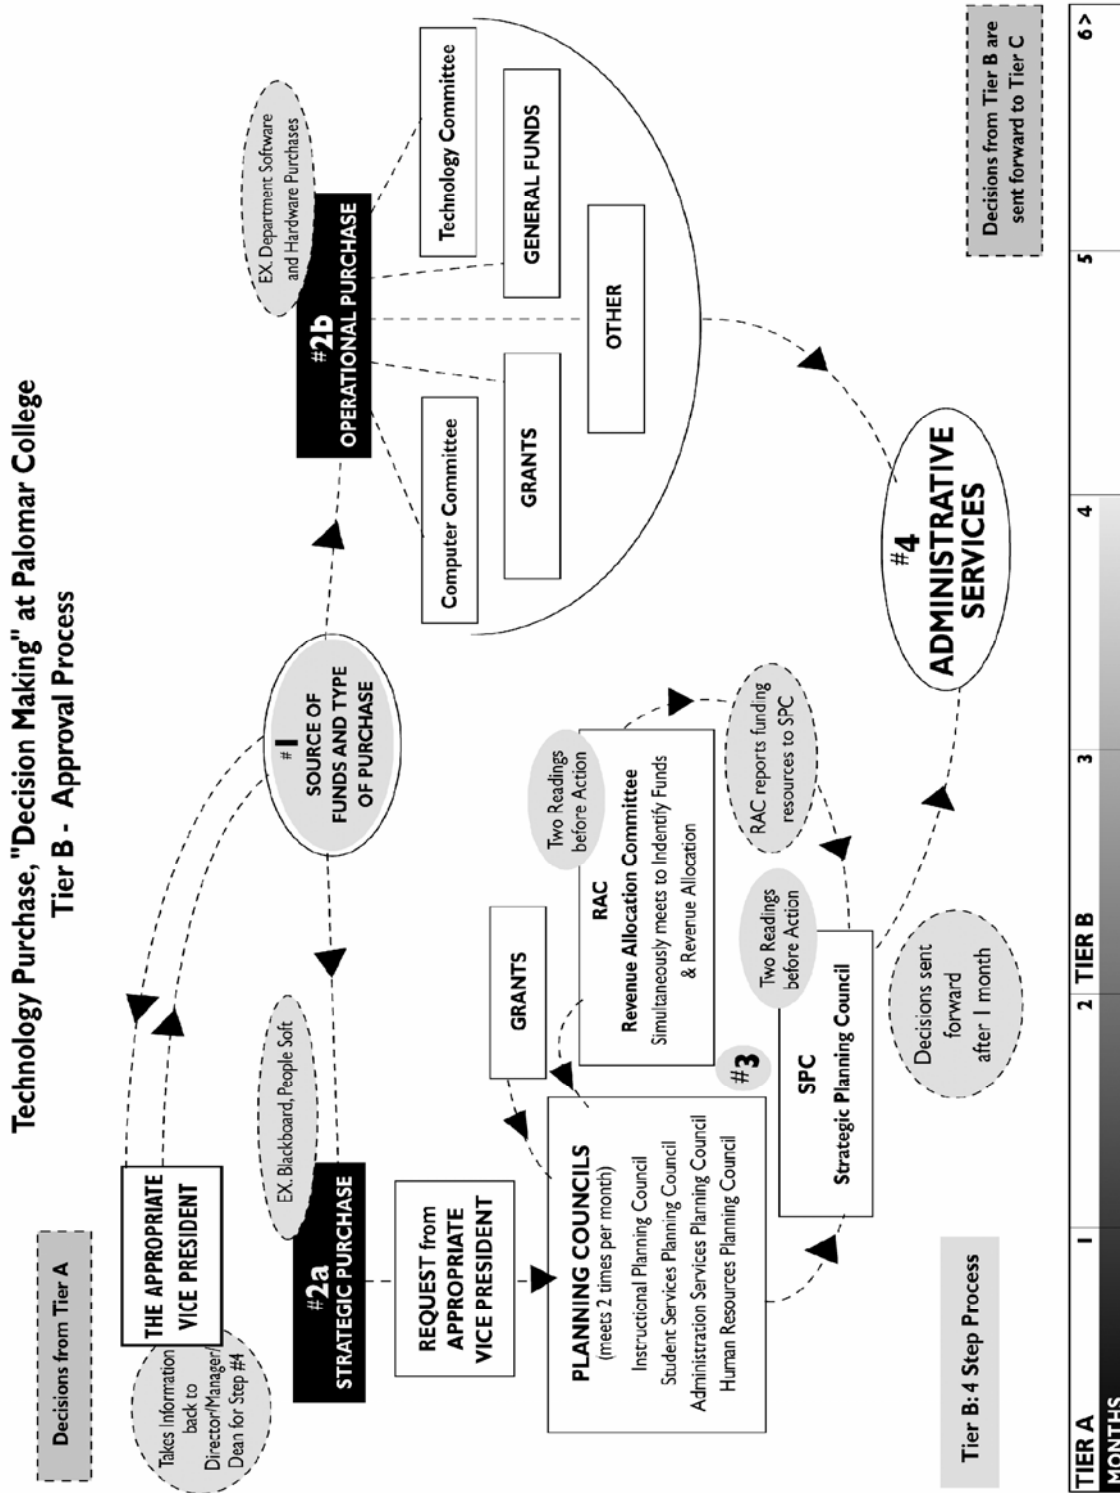 Technology Purchase, "Decision Making" at Palomar College
Tier B - Approval Process
Decisions from Tier A
THE APPROPRIATE
VICE PRESIDENT
Takes Information
back to
Director/Manager/
Dean for Step #4
#1
SOURCE OF
FUNDS AND TYPE
OF PURCHASE
EX. Blackboard, People Soft
#2a
STRATEGIC PURCHASE
EX. Department Software
and Hardware Purchases
#2b
OPERATIONAL PURCHASE
REQUEST from
APPROPRIATE
VICE PRESIDENT
GRANTS
PLANNING COUNCILS
(meets 2 times per month)
Instructional Planning Council
Student Services Planning Council
Administration Services Planning Council
Human Resources Planning Council
Two Readings
before Action
RAC
Revenue Allocation Committee
Simultaneously meets to Indentify Funds
& Revenue Allocation
#3
RAC reports funding
resources to SPC
Two Readings
before Action
SPC
Strategic Planning Council
Decisions sent
forward
after 1 month
Computer Committee
Technology Committee
GRANTS
GENERAL FUNDS
OTHER
#4
ADMINISTRATIVE
SERVICES
Tier B: 4 Step Process
Decisions from Tier B are
sent forward to Tier C
TIER A
1
2
TIER B
3
4
5
6>
MONTHS